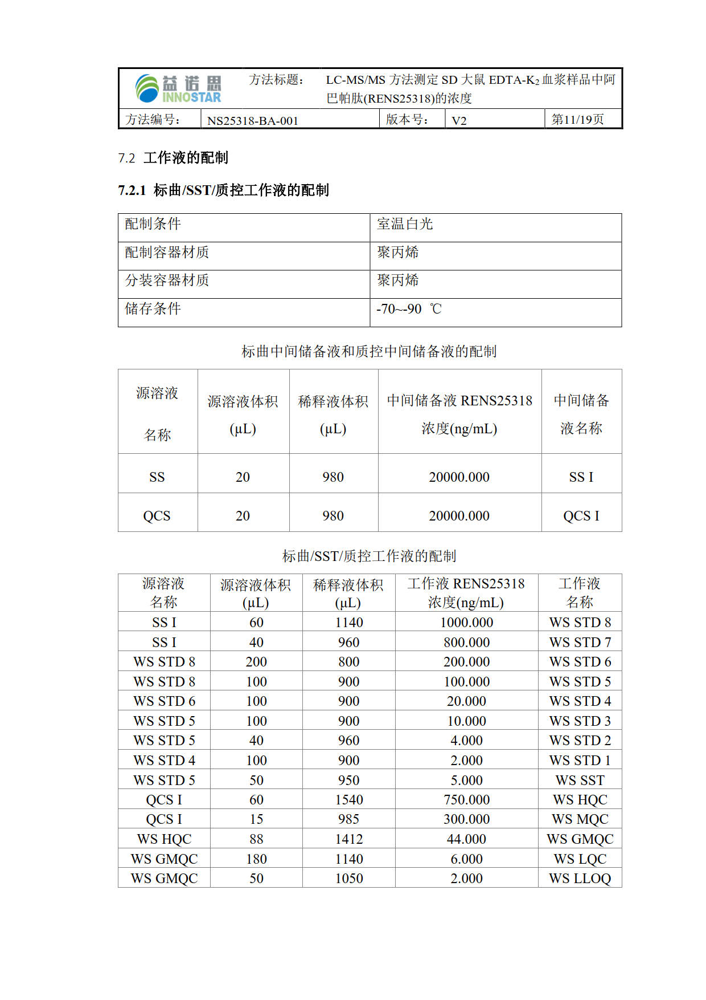 益诺思
INNOSTAR
方法标题： LC-MS/MS 方法测定 SD 大鼠 EDTA-K2 血浆样品中阿
巴帕肽(RENS25318)的浓度
方法编号： NS25318-BA-001 版本号： V2 第11/19页
7.2 工作液的配制
7.2.1 标曲/SST/质控工作液的配制
配制条件 室温白光
配制容器材质 聚丙烯
分装容器材质 聚丙烯
储存条件 -70~-90 ℃
标曲中间储备液和质控中间储备液的配制
源溶液 源溶液体积 稀释液体积 中间储备液 RENS25318 中间储备
名称 (μL) (μL) 浓度(ng/mL) 液名称
SS 20 980 20000.000 SS I
QCS 20 980 20000.000 QCS I
标曲/SST/质控工作液的配制
源溶液 源溶液体积 稀释液体积 工作液 RENS25318 工作液
名称 (μL) (μL) 浓度(ng/mL) 名称
SS I 60 1140 1000.000 WS STD 8
SS I 40 960 800.000 WS STD 7
WS STD 8 200 800 200.000 WS STD 6
WS STD 8 100 900 100.000 WS STD 5
WS STD 6 100 900 20.000 WS STD 4
WS STD 5 100 900 10.000 WS STD 3
WS STD 5 40 960 4.000 WS STD 2
WS STD 4 100 900 2.000 WS STD 1
WS STD 5 50 950 5.000 WS SST
QCS I 60 1540 750.000 WS HQC
QCS I 15 985 300.000 WS MQC
WS HQC 88 1412 44.000 WS GMQC
WS GMQC 180 1140 6.000 WS LQC
WS GMQC 50 1050 2.000 WS LLOQ